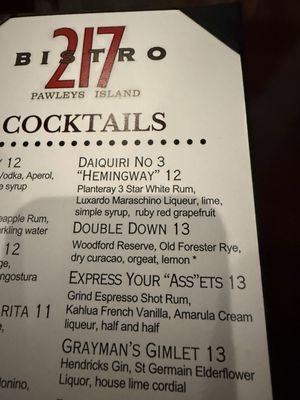 BISTRO
217
PAWLEYS ISLAND
COCKTAILS
12
Vodka, Aperol,
syrup
Rum,
sparkling water
12
angostura
11
DAIQUIRI NO 3
"HEMINGWAY" 12
Planteray 3 Star White Rum,
Luxardo Maraschino Liqueur, lime,
simple syrup, ruby red grapefruit
DOUBLE DOWN 13
Woodford Reserve, Old Forester Rye,
dry curacao, orgeat, lemon *
EXPRESS YOUR "ASS"ETS 13
Grind Espresso Shot Rum,
Kahlua French Vanilla, Amarula Cream
liqueur, half and half
GRAYMAN'S GIMLET 13
Hendricks Gin, St Germain Elderflower
Liquor, house lime cordial